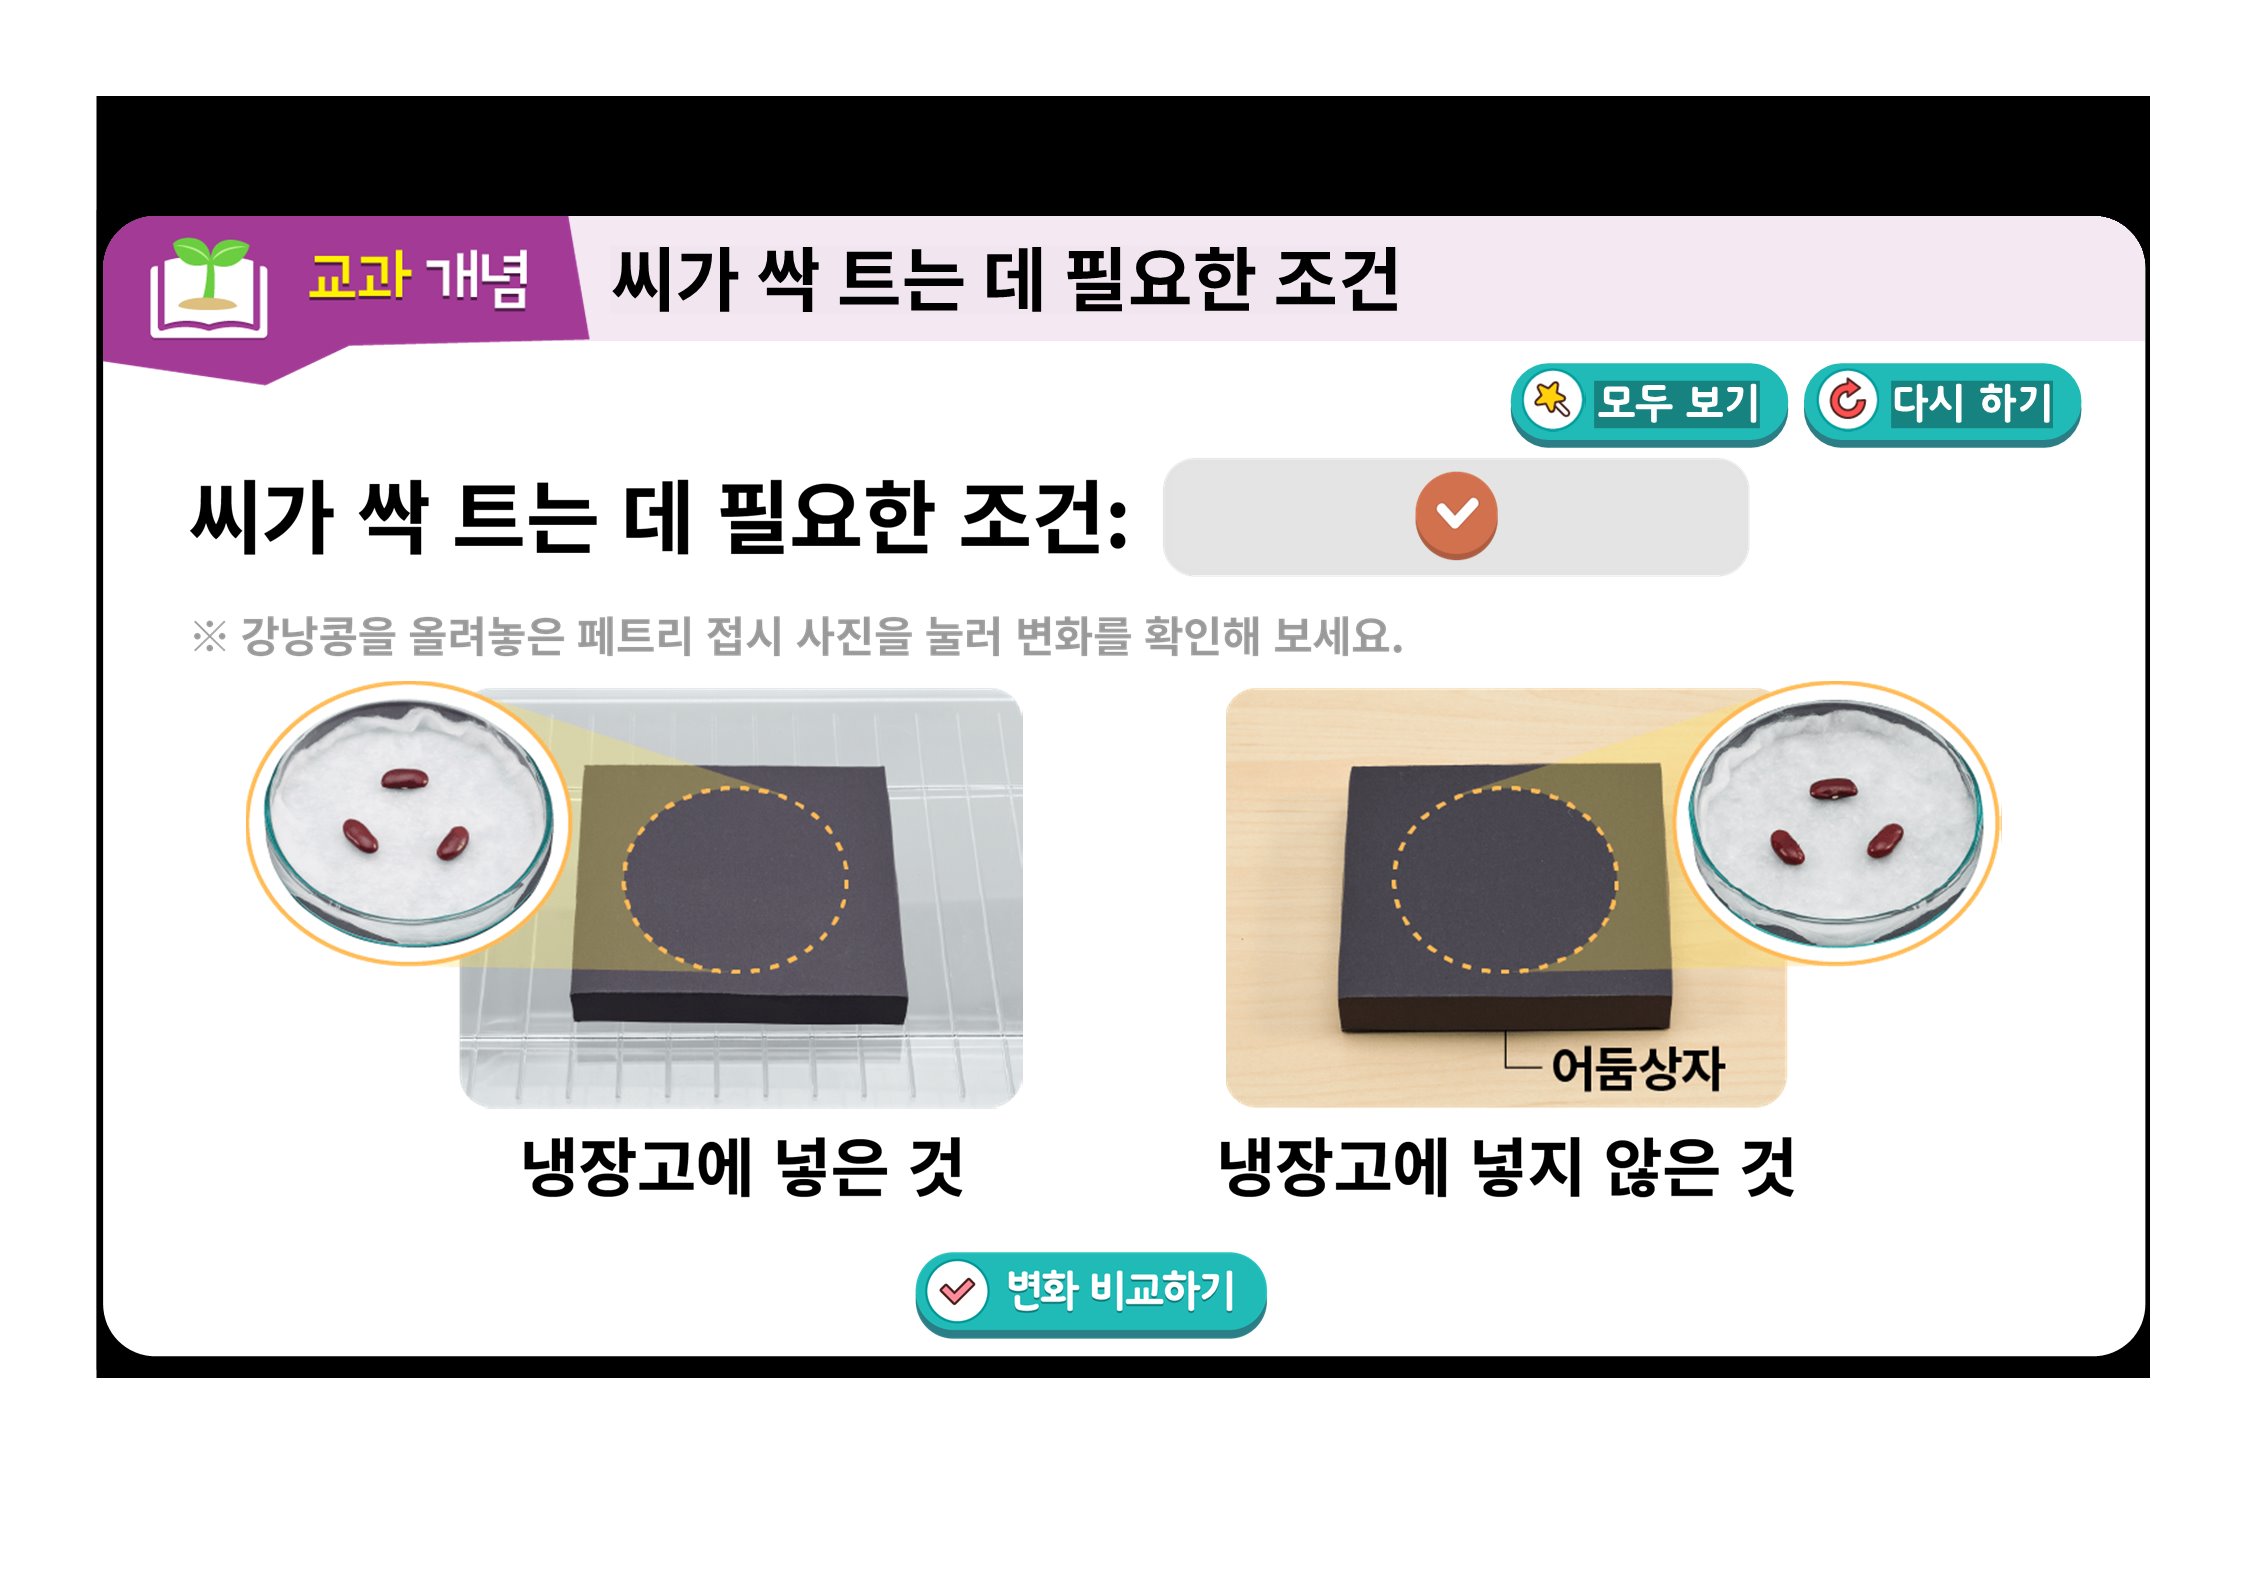 교과 개념
씨가 싹 트는 데 필요한 조건
모두 보기
다시 하기
씨가 싹 트는 데 필요한 조건:
※ 강낭콩을 올려놓은 페트리 접시 사진을 눌러 변화를 확인해 보세요.
어둠상자
냉장고에 넣은 것
냉장고에 넣지 않은 것
변화 비교하기